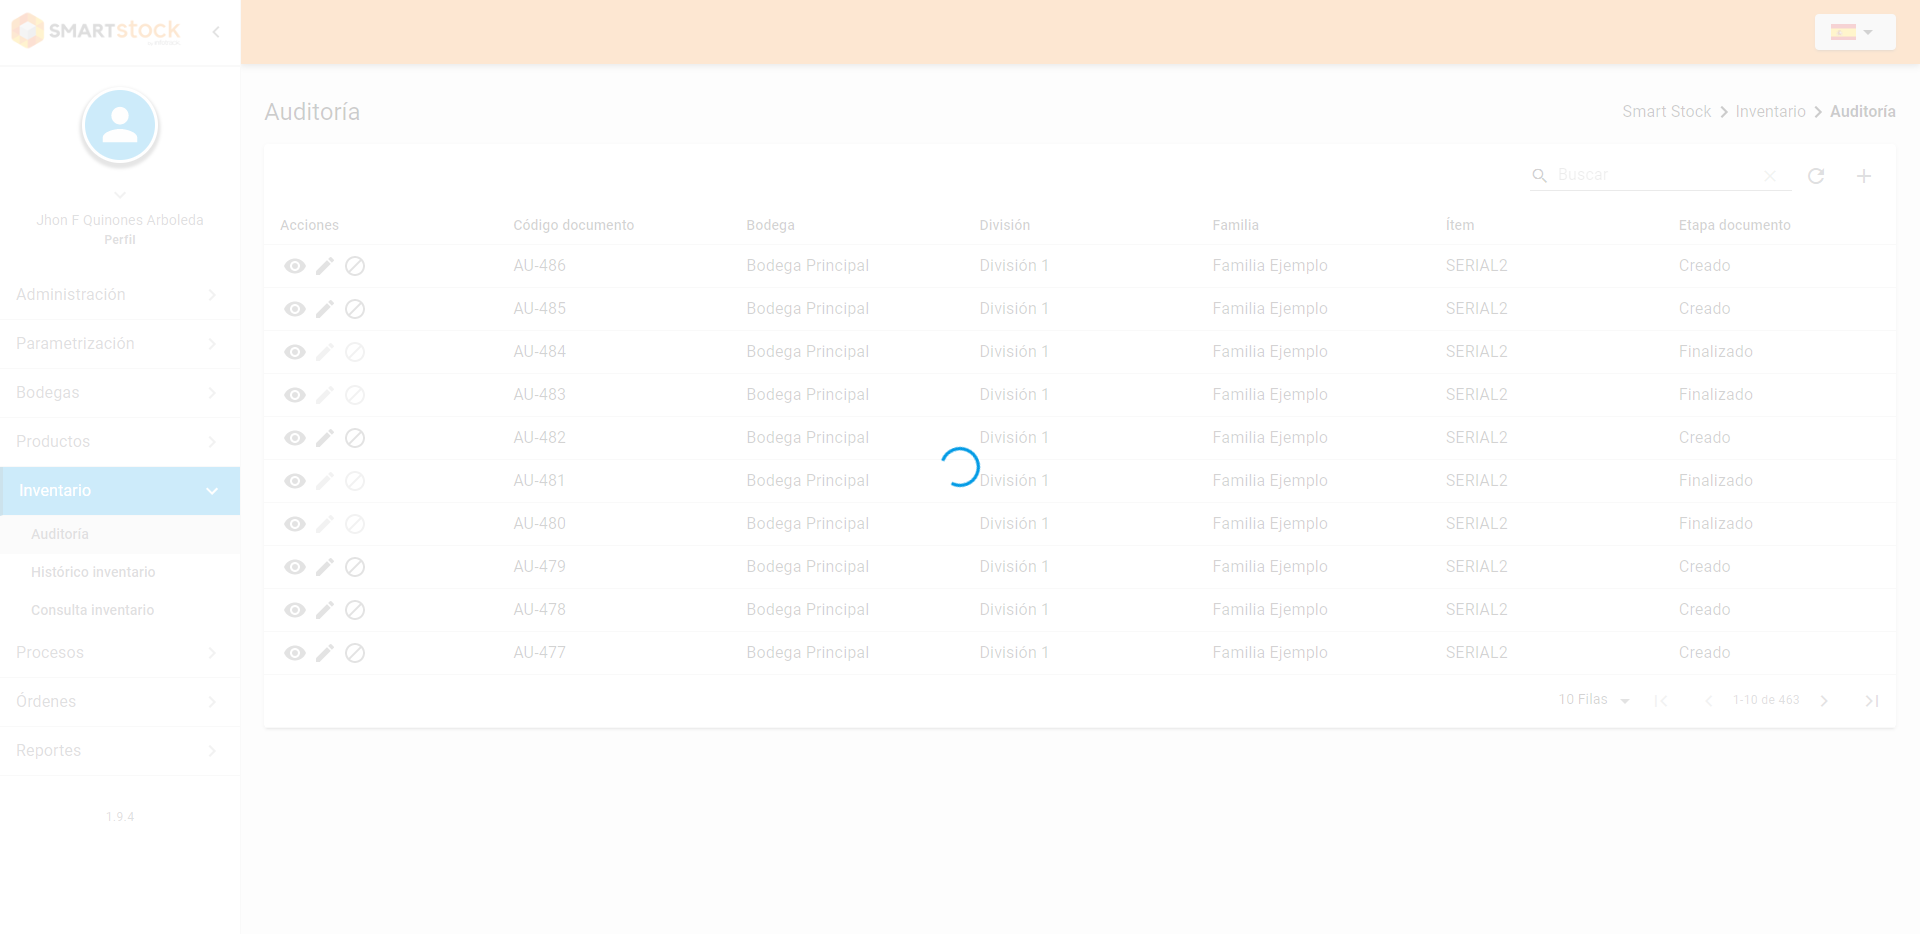 SMARTstock
Jhon F Quinones Arboleda
Perfil
Administración
Parametrización
Bodegas
Productos
Inventario
Auditoría
Histórico inventario
Consulta inventario
Procesos
Órdenes
Reportes
1.9.4
Auditoría
Smart Stock > Inventario > Auditoría
Buscar
Acciones Código documento Bodega División Familia Ítem Etapa documento
AU-486 Bodega Principal División 1 Familia Ejemplo SERIAL2 Creado
AU-485 Bodega Principal División 1 Familia Ejemplo SERIAL2 Creado
AU-484 Bodega Principal División 1 Familia Ejemplo SERIAL2 Finalizado
AU-483 Bodega Principal División 1 Familia Ejemplo SERIAL2 Finalizado
AU-482 Bodega Principal División 1 Familia Ejemplo SERIAL2 Creado
AU-481 Bodega Principal División 1 Familia Ejemplo SERIAL2 Finalizado
AU-480 Bodega Principal División 1 Familia Ejemplo SERIAL2 Finalizado
AU-479 Bodega Principal División 1 Familia Ejemplo SERIAL2 Creado
AU-478 Bodega Principal División 1 Familia Ejemplo SERIAL2 Creado
AU-477 Bodega Principal División 1 Familia Ejemplo SERIAL2 Creado
10 Filas 1-10 de 463